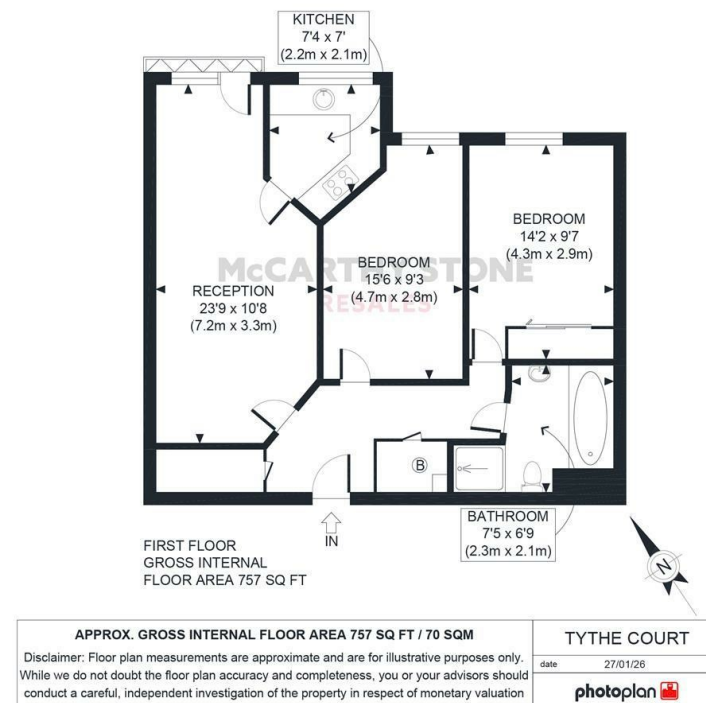 KITCHEN
7'4 x 7'
(2.2m x 2.1m)
BEDROOM
14'2 x 9'7
(4.3m x 2.9m)
BEDROOM
15'6 x 9'3
(4.7m x 2.8m)
McCARTHY STONE
RESALES
RECEPTION
23'9 x 10'8
(7.2m x 3.3m)
B
BATHROOM
7'5 x 6'9
(2.3m x 2.1m)
IN
N
FIRST FLOOR
GROSS INTERNAL
FLOOR AREA 757 SQ FT
APPROX. GROSS INTERNAL FLOOR AREA 757 SQ FT / 70 SQM
Disclaimer: Floor plan measurements are approximate and are for illustrative purposes only.
While we do not doubt the floor plan accuracy and completeness, you or your advisors should
conduct a careful, independent investigation of the property in respect of monetary valuation
TYTHE COURT
date 27/01/26
photoplan